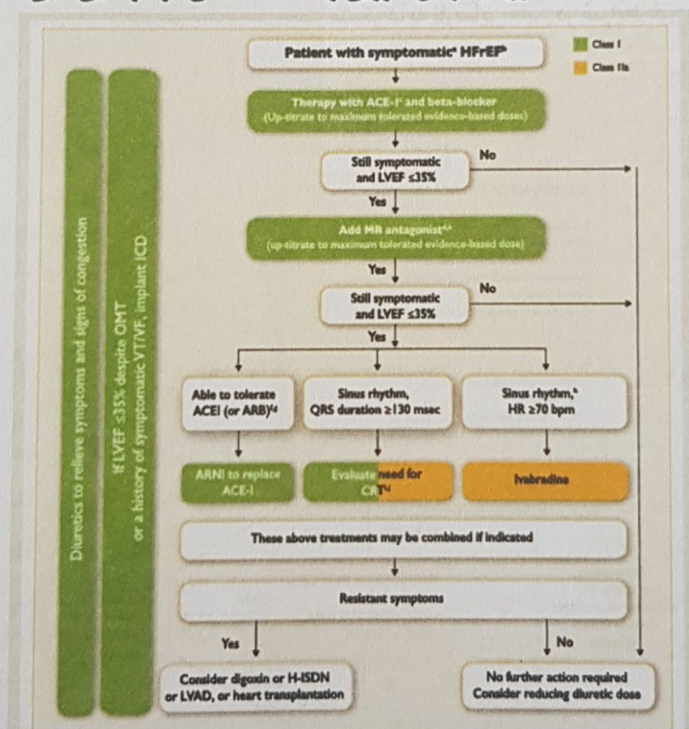 Patient with symptomaticᵃ HFrEFᵇ
Class I
Class IIa
Therapy with ACE-Iᶜ and beta-blocker
(Up-titrate to maximum tolerated evidence-based doses)
Still symptomatic
and LVEF ≤35%
No
Yes
Add MR antagonistᵈ,ᵉ
(up-titrate to maximum tolerated evidence-based dose)
Yes
Still symptomatic
and LVEF ≤35%
No
Yes
Able to tolerate
ACEI (or ARB)
Sinus rhythm,
QRS duration ≥130 msec
Sinus rhythm,ʰ
HR ≥70 bpm
ARNI to replace
ACE-I
Evaluate need for
CRT
Ivabradine
These above treatments may be combined if indicated
Resistant symptoms
Yes
No
Consider digoxin or H-ISDN
or LVAD, or heart transplantation
No further action required
Consider reducing diuretic dose
Diuretics to relieve symptoms and signs of congestion
If LVEF ≤35% despite OMT
or a history of symptomatic VT/VF, implant ICD